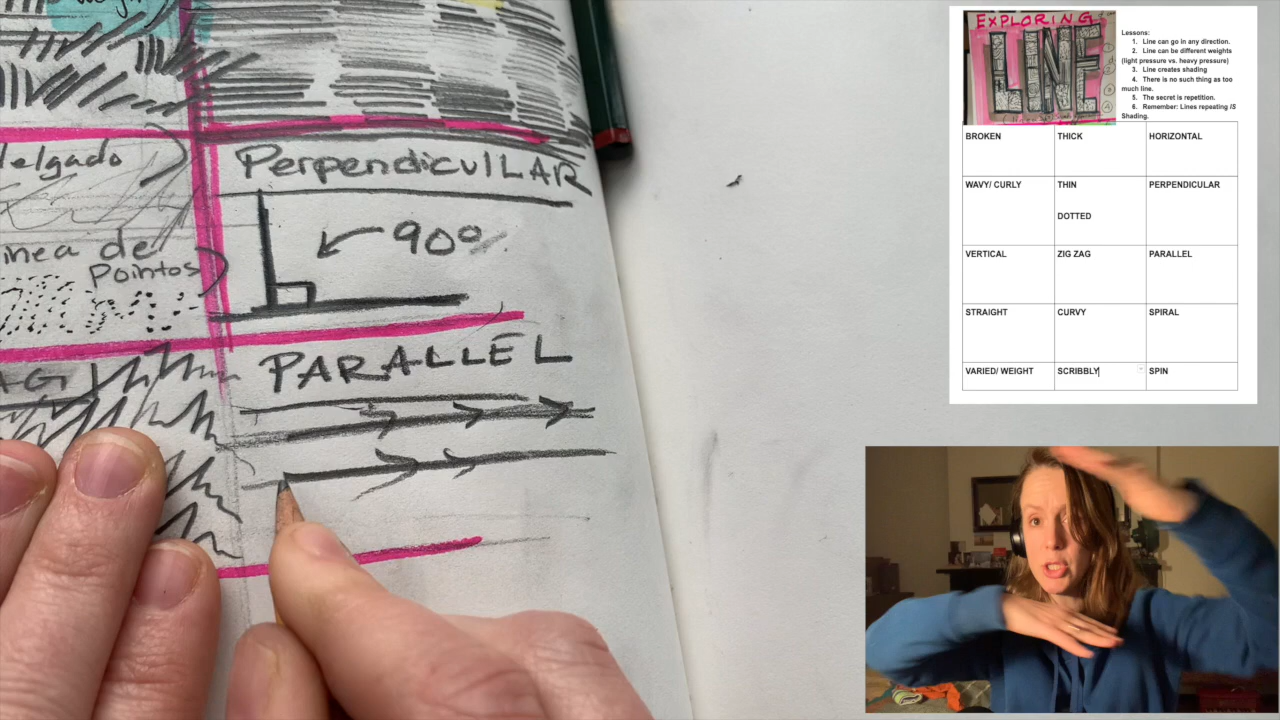 elgado
Perpendicular
inea de
Pointos
90°
PARALLEL
AG
EXPLORING
LINE
Lessons:
1. Line can go in any direction.
2. Line can be different weights
(light pressure vs. heavy pressure)
3. Line creates shading
4. There is no such thing as too
much line.
5. The secret is repetition.
6. Remember: Lines repeating IS
Shading.
BROKEN THICK HORIZONTAL
WAVY/ CURLY THIN PERPENDICULAR
DOTTED
VERTICAL ZIG ZAG PARALLEL
STRAIGHT CURVY SPIRAL
VARIED/ WEIGHT SCRIBBLY SPIN